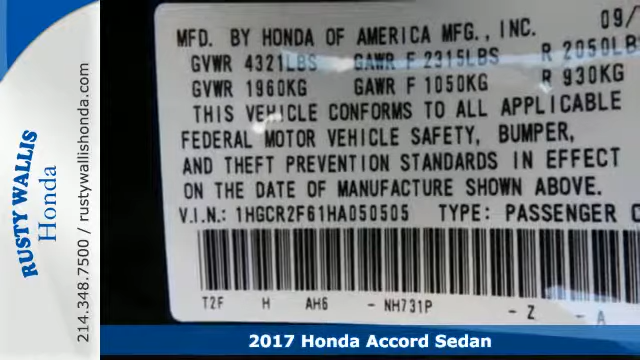 RUSTY WALLIS
Honda
214.348.7500 / rustywallishonda.com
09/
MFD. BY HONDA OF AMERICA MFG., INC.
GVWR 4321LBS GAWR F 2315LBS R 2050LB
GVWR 1960KG GAWR F 1050KG R 930KG
THIS VEHICLE CONFORMS TO ALL APPLICABLE
FEDERAL MOTOR VEHICLE SAFETY, BUMPER,
AND THEFT PREVENTION STANDARDS IN EFFECT
ON THE DATE OF MANUFACTURE SHOWN ABOVE.
V.I.N.: 1HGCR2F61HA050505 TYPE: PASSENGER C
T2F H AH6 - NH731P - Z - A
2017 Honda Accord Sedan